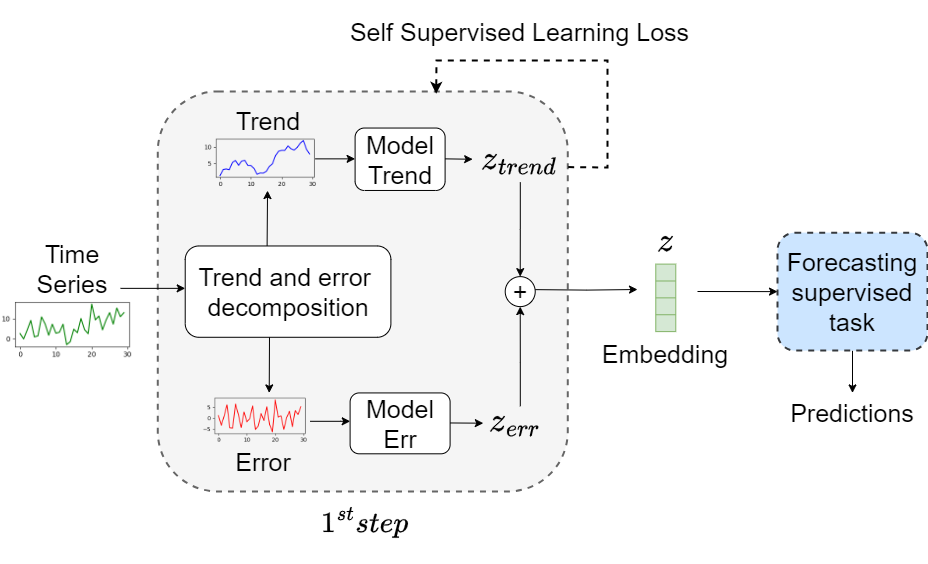 Self Supervised Learning Loss
Trend
10
5
0 10 20 30
Model
Trend
z_{trend}
Time
Series
10
0
0 10 20 30
Trend and error
decomposition
+
z
Embedding
Forecasting
supervised
task
Predictions
5
0
−5
0 10 20 30
Error
Model
Err
z_{err}
1^{st} step